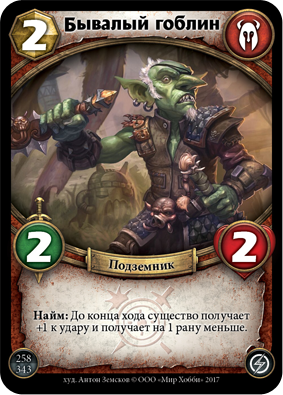 2
Бывалый гоблин
2
2
Подземник
Найм: До конца хода существо получает
+1 к удару и получает на 1 рану меньше.
258
343
худ. Антон Земсков © ООО «Мир Хобби» 2017